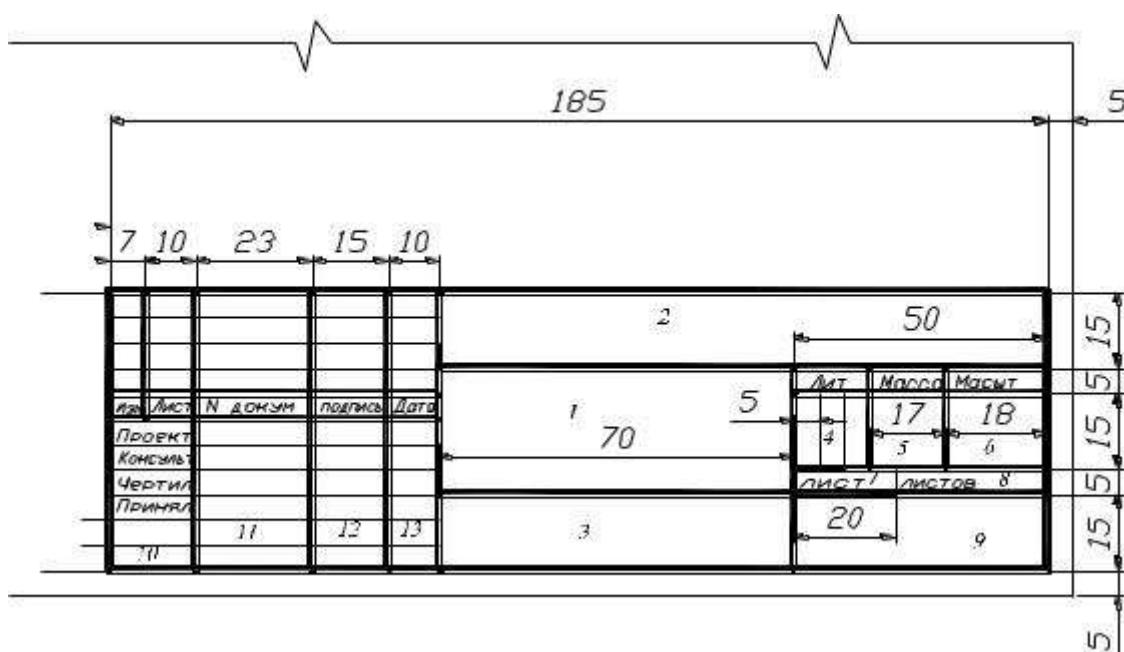 185 5
7 10 23 15 10
2 50 15
Лит Масса Масшт 5
Изм Лист N докум подпись Дата 1 5 17 18 15
Проект 70 4 5 6
Консульт
Чертил лист 7 листов 8 5
Принял
11 12 13 3 20 9 15
10
5